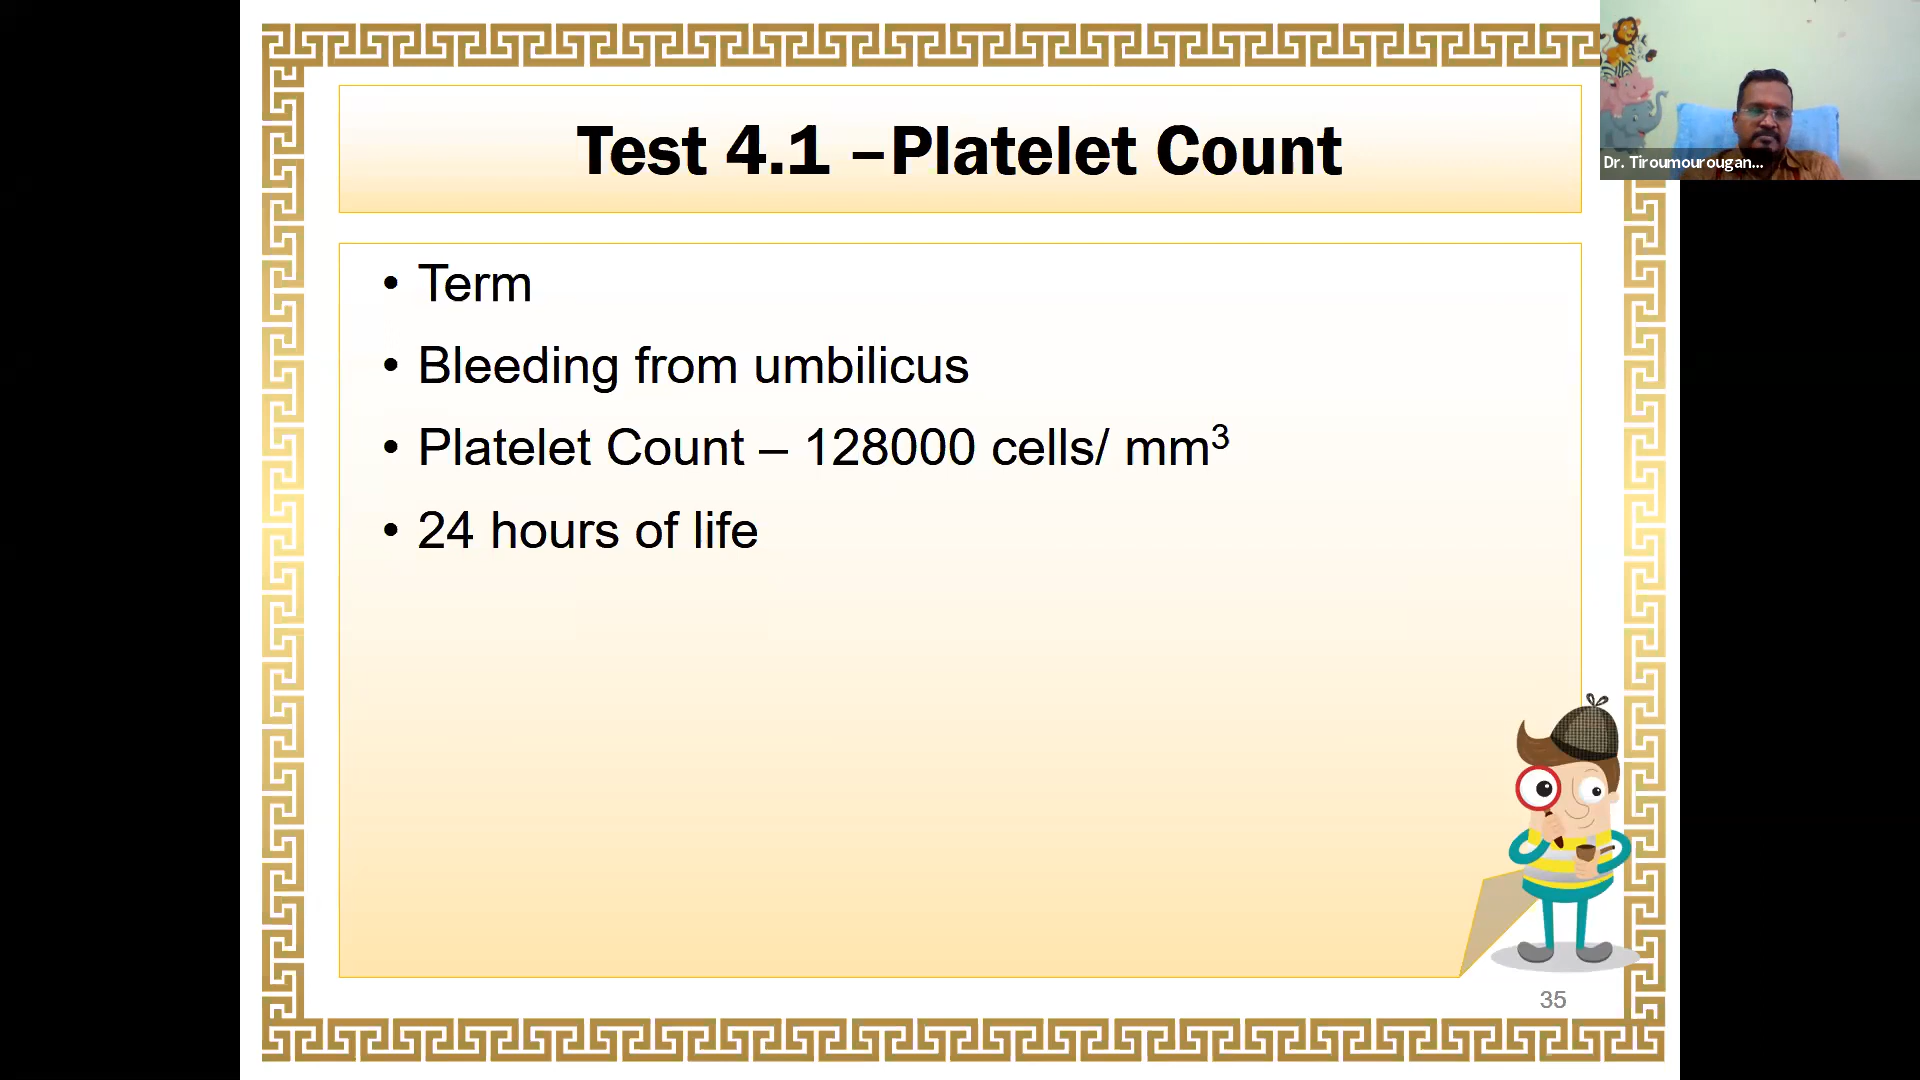 Test 4.1 –Platelet Count
Dr. Tiroumourougan...
• Term
• Bleeding from umbilicus
• Platelet Count – 128000 cells/ mm³
• 24 hours of life
35